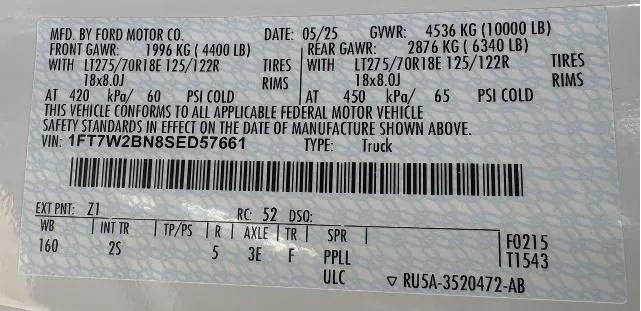 MFD. BY FORD MOTOR CO. DATE: 05/25 GVWR: 4536 KG (10000 LB)
FRONT GAWR: 1996 KG ( 4400 LB) REAR GAWR: 2876 KG ( 6340 LB)
WITH LT275/70R18E 125/122R TIRES WITH LT275/70R18E 125/122R TIRES
18x8.0J RIMS 18x8.0J RIMS
AT 420 kPa/ 60 PSI COLD AT 450 kPa/ 65 PSI COLD
THIS VEHICLE CONFORMS TO ALL APPLICABLE FEDERAL MOTOR VEHICLE
SAFETY STANDARDS IN EFFECT ON THE DATE OF MANUFACTURE SHOWN ABOVE.
VIN: 1FT7W2BN8SED57661 TYPE: Truck
EXT PNT: Z1 RC: 52 DSO:
WB INT TR TP/PS R AXLE TR SPR F0215
160 2S 5 3E F PPLL T1543
ULC ▽ RU5A-3520472-AB